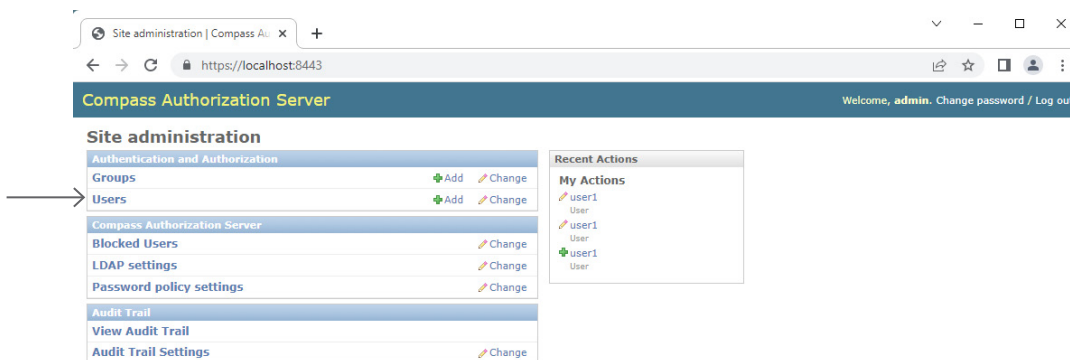 Site administration | Compass Au
https://localhost:8443
Compass Authorization Server
Welcome, admin. Change password / Log out
Site administration
Authentication and Authorization
Groups Add Change
Users Add Change
Compass Authorization Server
Blocked Users Change
LDAP settings Change
Password policy settings Change
Audit Trail
View Audit Trail
Audit Trail Settings Change
Recent Actions
My Actions
user1
User
user1
User
user1
User